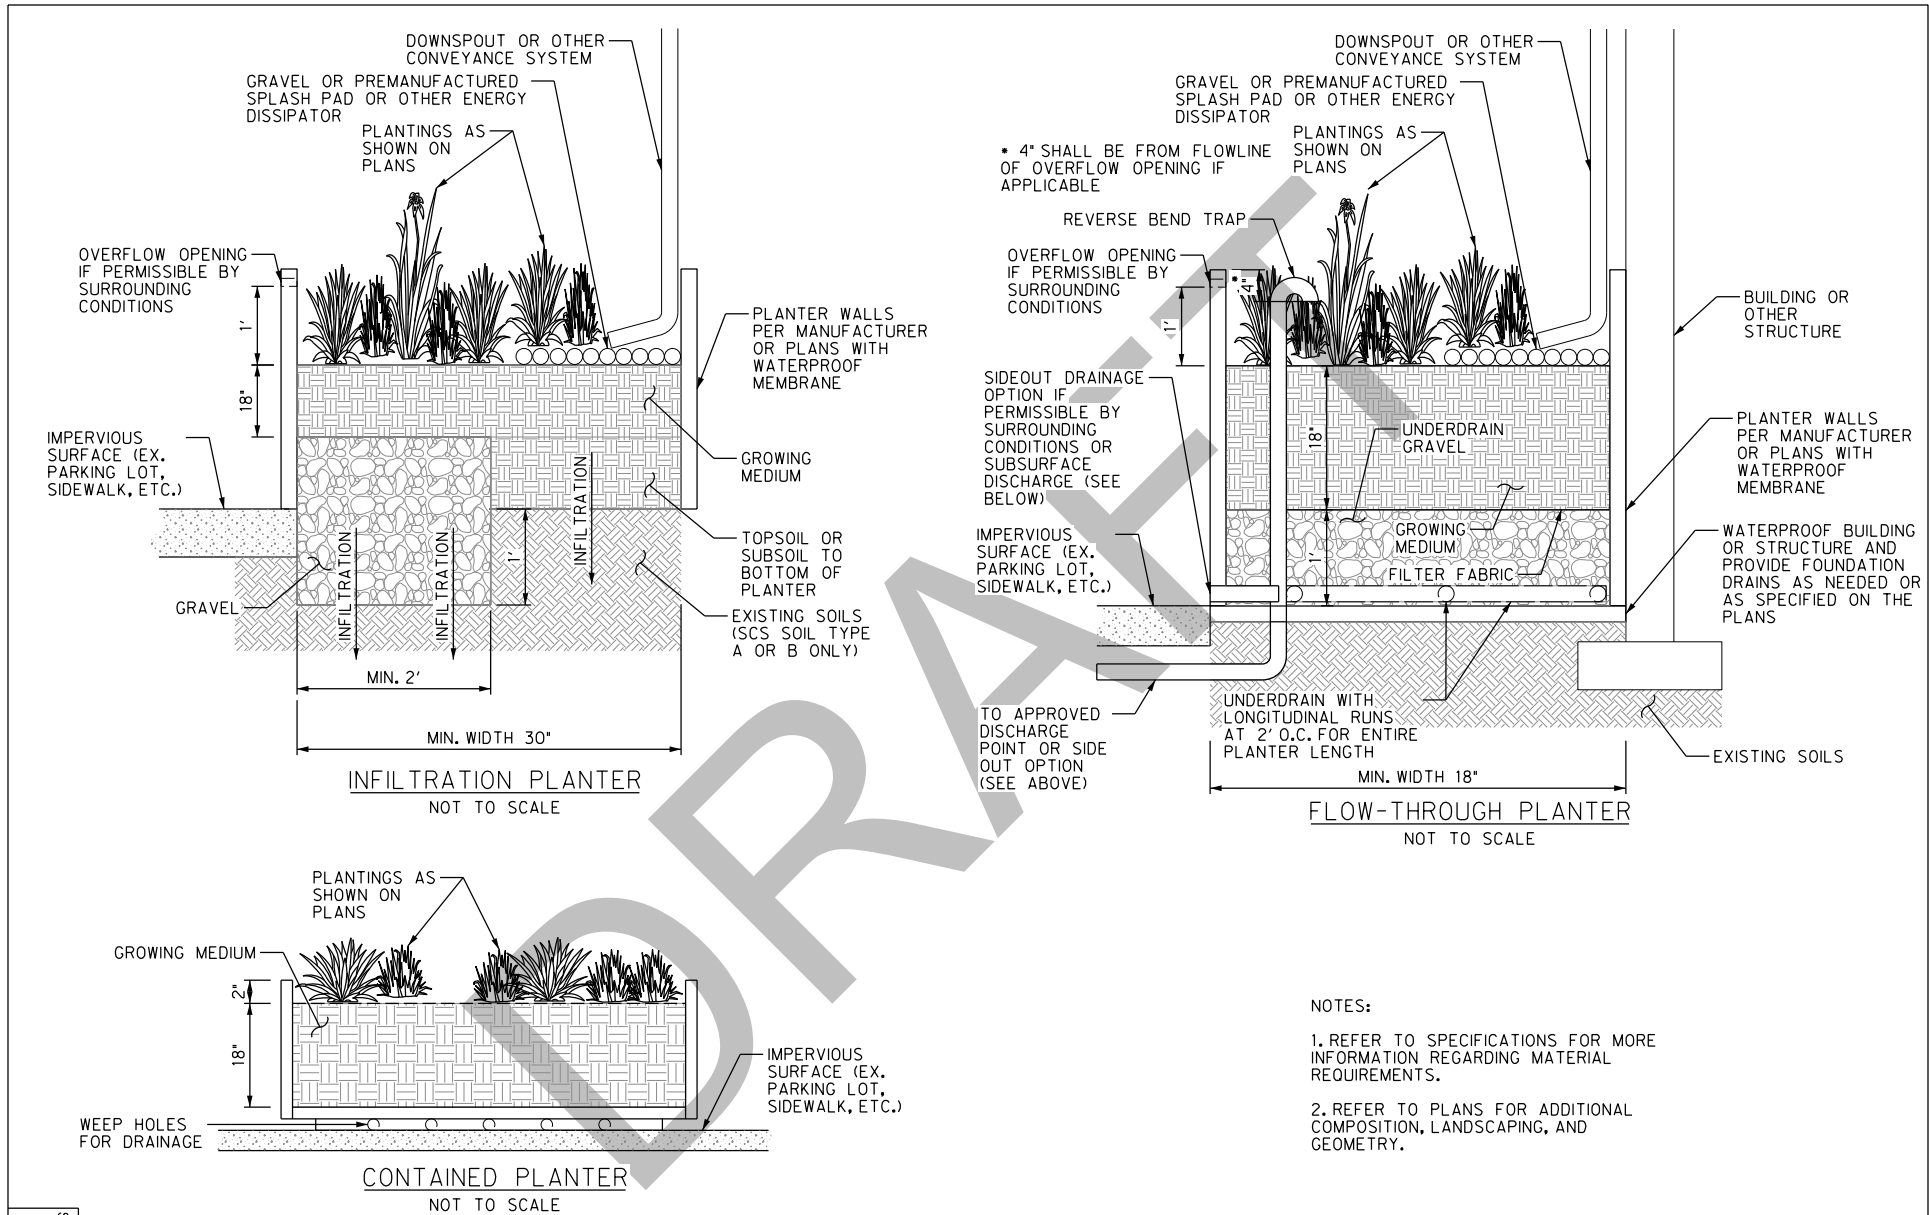 DOWNSPOUT OR OTHER
CONVEYANCE SYSTEM
GRAVEL OR PREMANUFACTURED
SPLASH PAD OR OTHER ENERGY
DISSIPATOR
PLANTINGS AS
SHOWN ON
PLANS
OVERFLOW OPENING
IF PERMISSIBLE BY
SURROUNDING
CONDITIONS
1'
18"
IMPERVIOUS
SURFACE (EX.
PARKING LOT,
SIDEWALK, ETC.)
GRAVEL
INFILTRATION
INFILTRATION
INFILTRATION
1'
PLANTER WALLS
PER MANUFACTURER
OR PLANS WITH
WATERPROOF
MEMBRANE
GROWING
MEDIUM
TOPSOIL OR
SUBSOIL TO
BOTTOM OF
PLANTER
EXISTING SOILS
(SCS SOIL TYPE
A OR B ONLY)
MIN. 2'
MIN. WIDTH 30"
INFILTRATION PLANTER
NOT TO SCALE
DOWNSPOUT OR OTHER
CONVEYANCE SYSTEM
GRAVEL OR PREMANUFACTURED
SPLASH PAD OR OTHER ENERGY
DISSIPATOR
PLANTINGS AS
SHOWN ON
PLANS
* 4" SHALL BE FROM FLOWLINE
OF OVERFLOW OPENING IF
APPLICABLE
REVERSE BEND TRAP
OVERFLOW OPENING
IF PERMISSIBLE BY
SURROUNDING
CONDITIONS
4" *
1'
SIDEOUT DRAINAGE
OPTION IF
PERMISSIBLE BY
SURROUNDING
CONDITIONS OR
SUBSURFACE
DISCHARGE (SEE
BELOW)
IMPERVIOUS
SURFACE (EX.
PARKING LOT,
SIDEWALK, ETC.)
18"
UNDERDRAIN
GRAVEL
GROWING
MEDIUM
1'
FILTER FABRIC
BUILDING OR
OTHER
STRUCTURE
PLANTER WALLS
PER MANUFACTURER
OR PLANS WITH
WATERPROOF
MEMBRANE
WATERPROOF BUILDING
OR STRUCTURE AND
PROVIDE FOUNDATION
DRAINS AS NEEDED OR
AS SPECIFIED ON THE
PLANS
TO APPROVED
DISCHARGE
POINT OR SIDE
OUT OPTION
(SEE ABOVE)
UNDERDRAIN WITH
LONGITUDINAL RUNS
AT 2' O.C. FOR ENTIRE
PLANTER LENGTH
EXISTING SOILS
MIN. WIDTH 18"
FLOW-THROUGH PLANTER
NOT TO SCALE
DRAFT
PLANTINGS AS
SHOWN ON
PLANS
GROWING MEDIUM
2"
18"
WEEP HOLES
FOR DRAINAGE
IMPERVIOUS
SURFACE (EX.
PARKING LOT,
SIDEWALK, ETC.)
CONTAINED PLANTER
NOT TO SCALE
NOTES:
1. REFER TO SPECIFICATIONS FOR MORE
INFORMATION REGARDING MATERIAL
REQUIREMENTS.
2. REFER TO PLANS FOR ADDITIONAL
COMPOSITION, LANDSCAPING, AND
GEOMETRY.